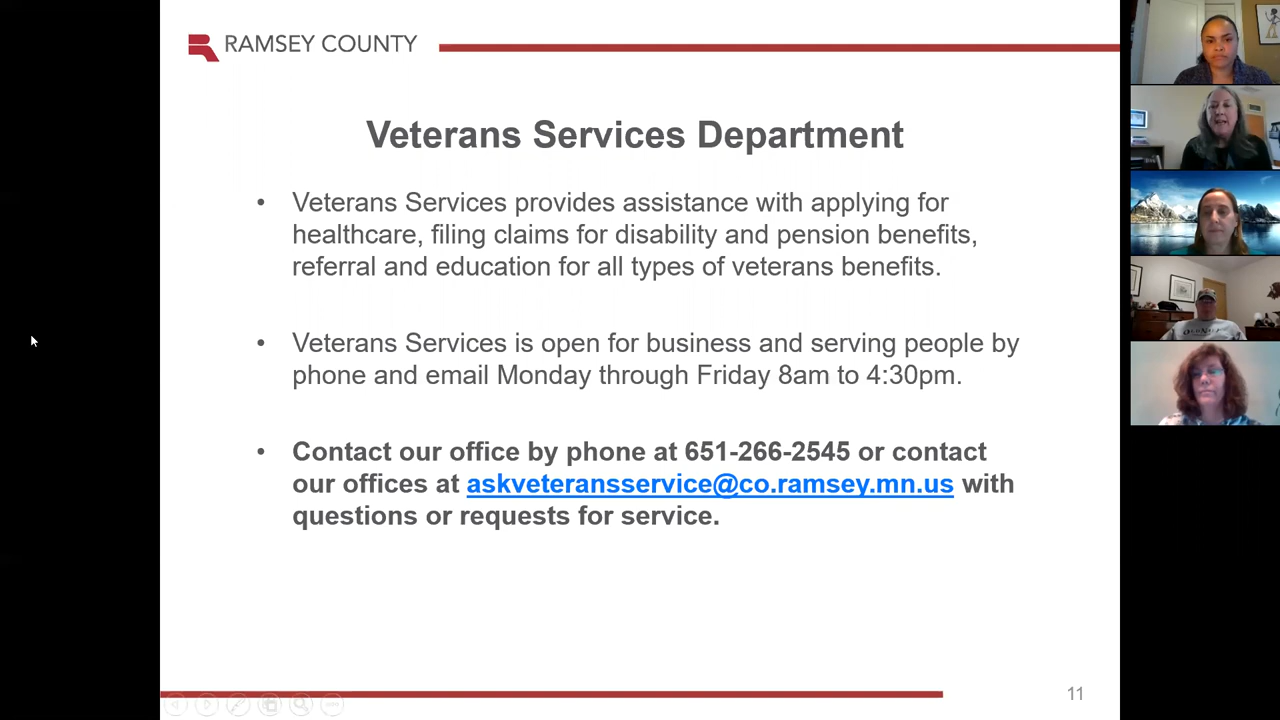 RAMSEY COUNTY
Veterans Services Department
• Veterans Services provides assistance with applying for
healthcare, filing claims for disability and pension benefits,
referral and education for all types of veterans benefits.
• Veterans Services is open for business and serving people by
phone and email Monday through Friday 8am to 4:30pm.
• Contact our office by phone at 651-266-2545 or contact
our offices at askveteransservice@co.ramsey.mn.us with
questions or requests for service.
11